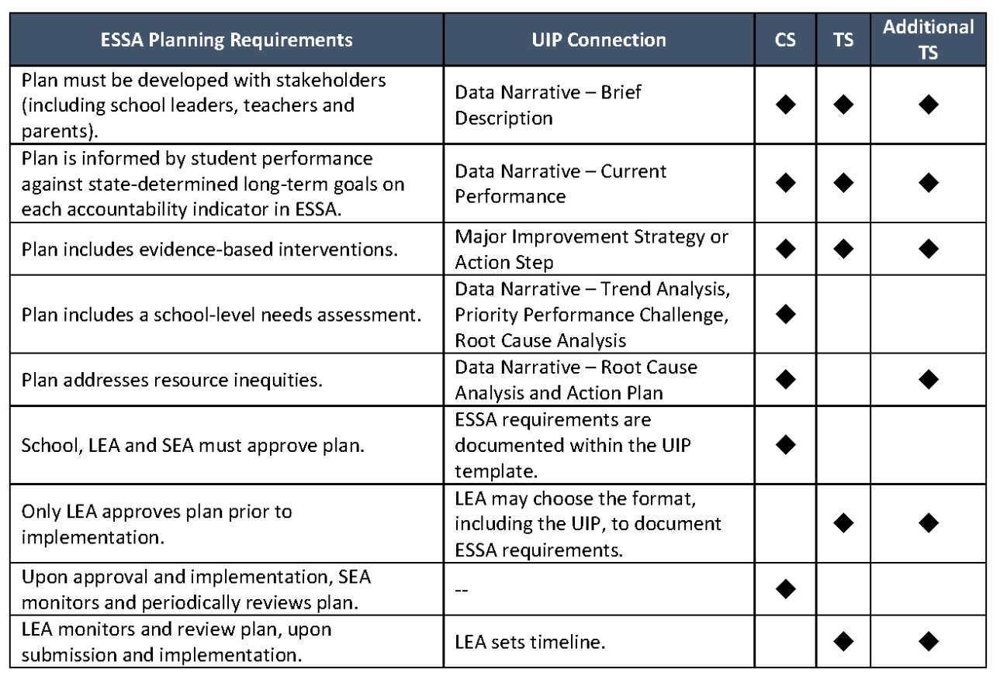 ESSA Planning Requirements UIP Connection CS TS Additional
TS
Plan must be developed with stakeholders
(including school leaders, teachers and
parents).
Data Narrative – Brief
Description
◆ ◆ ◆
Plan is informed by student performance
against state-determined long-term goals on
each accountability indicator in ESSA.
Data Narrative – Current
Performance
◆ ◆ ◆
Plan includes evidence-based interventions.
Major Improvement Strategy or
Action Step
◆ ◆ ◆
Plan includes a school-level needs assessment.
Data Narrative – Trend Analysis,
Priority Performance Challenge,
Root Cause Analysis
◆
Plan addresses resource inequities.
Data Narrative – Root Cause
Analysis and Action Plan
◆ ◆
School, LEA and SEA must approve plan.
ESSA requirements are
documented within the UIP
template.
◆
Only LEA approves plan prior to
implementation.
LEA may choose the format,
including the UIP, to document
ESSA requirements.
◆ ◆
Upon approval and implementation, SEA
monitors and periodically reviews plan.
--
◆
LEA monitors and review plan, upon
submission and implementation.
LEA sets timeline.
◆ ◆